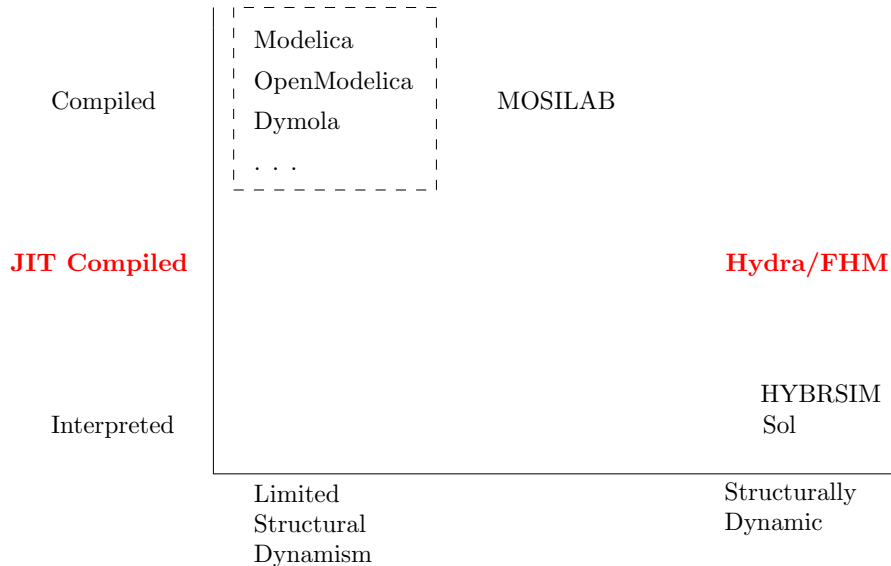 Modelica
OpenModelica
Compiled
MOSILAB
Dymola
. . .
JIT Compiled
Hydra/FHM
HYBRSIM
Interpreted
Sol
Limited
Structural
Dynamism
Structurally
Dynamic